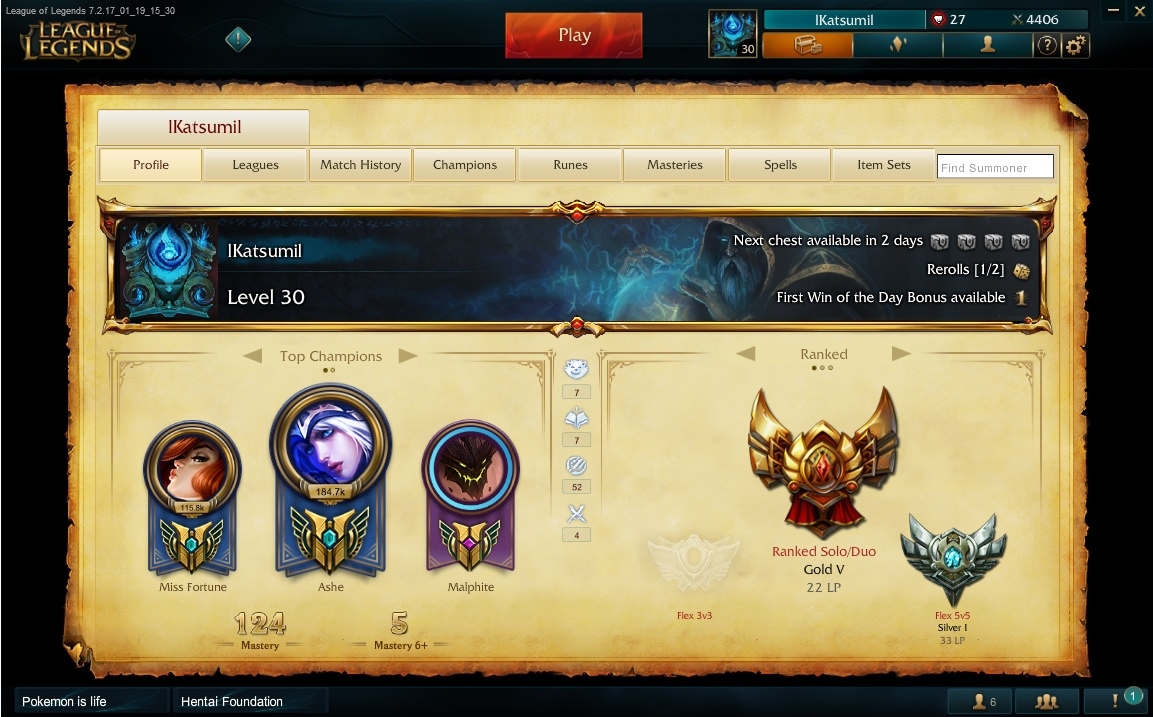 League of Legends 7.2.17_01_19_15_30
LEAGUE of LEGENDS
Play
30
lKatsumil
27
4406
lKatsumil
Profile
Leagues
Match History
Champions
Runes
Masteries
Spells
Item Sets
Find Summoner
lKatsumil
Level 30
Next chest available in 2 days
Rerolls [1/2]
First Win of the Day Bonus available
1
Top Champions
115.8k
Miss Fortune
184.7k
Ashe
Malphite
124
Mastery
5
Mastery 6+
7
7
52
4
Ranked
Flex 3v3
Ranked Solo/Duo
Gold V
22 LP
Flex 5v5
Silver I
33 LP
Pokemon is life
Hentai Foundation
6
1